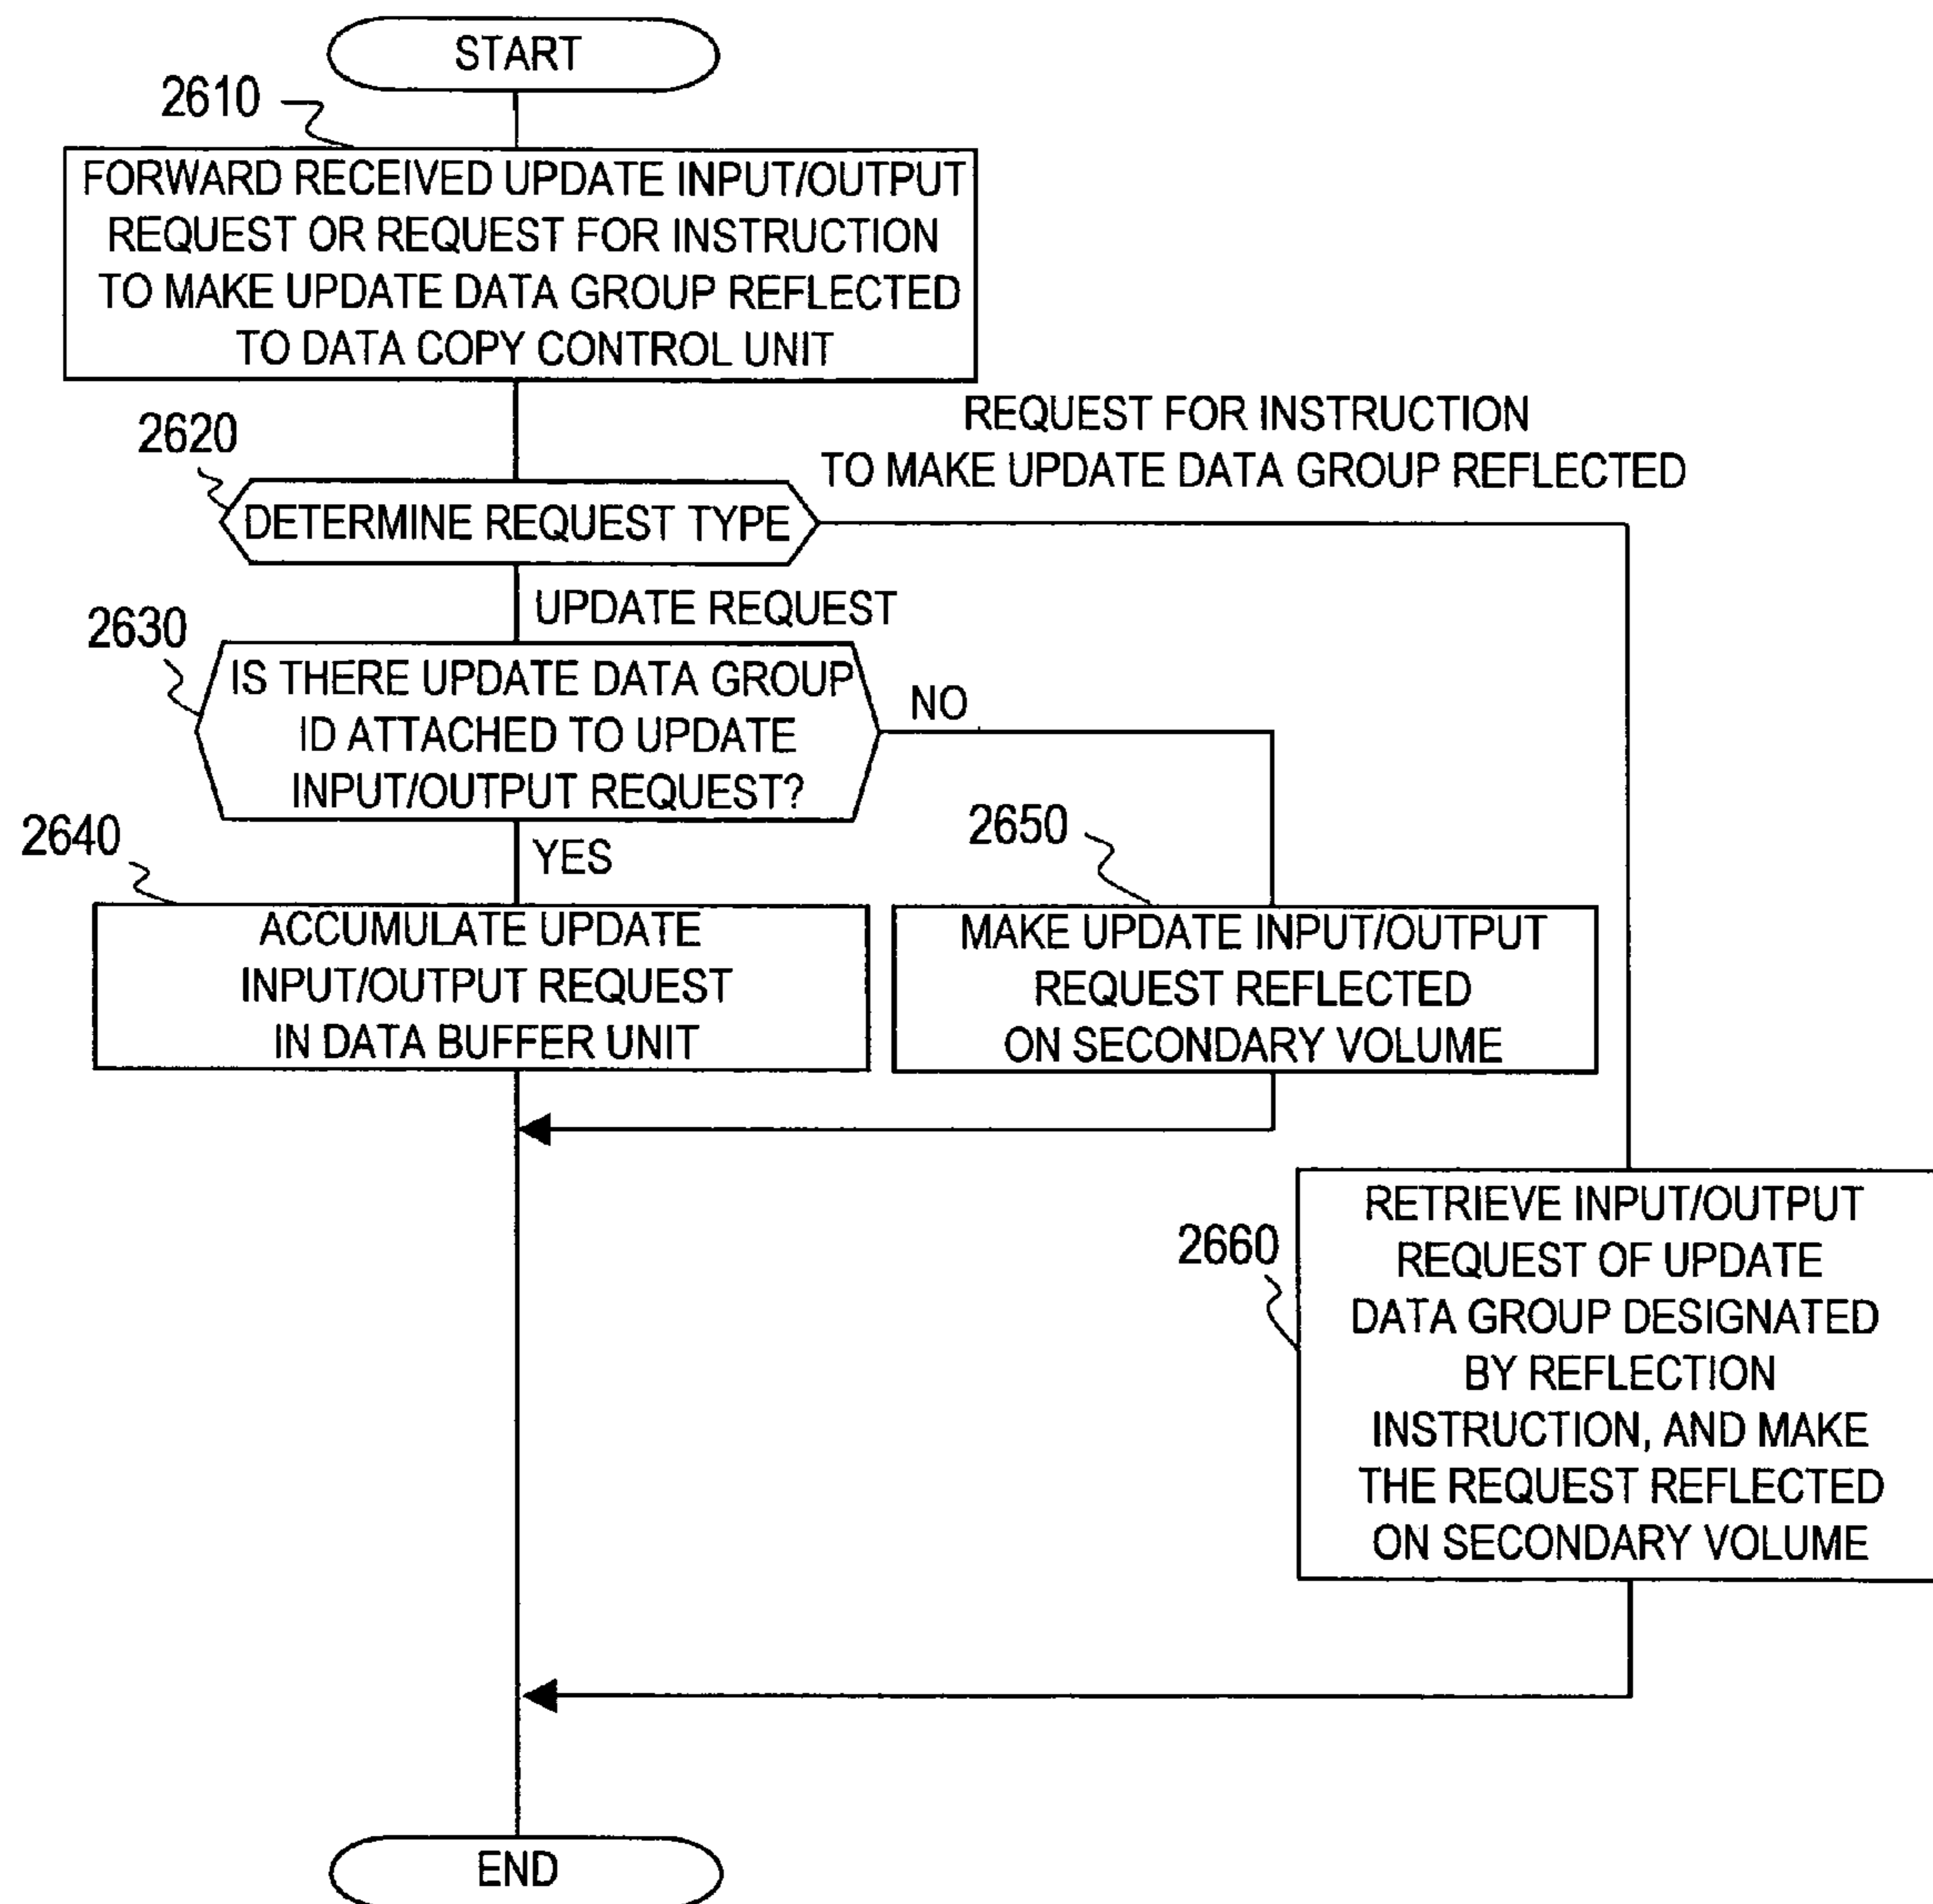 START
2610
FORWARD RECEIVED UPDATE INPUT/OUTPUT
REQUEST OR REQUEST FOR INSTRUCTION
TO MAKE UPDATE DATA GROUP REFLECTED
TO DATA COPY CONTROL UNIT
REQUEST FOR INSTRUCTION
TO MAKE UPDATE DATA GROUP REFLECTED
2620
DETERMINE REQUEST TYPE
UPDATE REQUEST
2630
IS THERE UPDATE DATA GROUP
ID ATTACHED TO UPDATE
INPUT/OUTPUT REQUEST?
NO
YES
2640
ACCUMULATE UPDATE
INPUT/OUTPUT REQUEST
IN DATA BUFFER UNIT
2650
MAKE UPDATE INPUT/OUTPUT
REQUEST REFLECTED
ON SECONDARY VOLUME
2660
RETRIEVE INPUT/OUTPUT
REQUEST OF UPDATE
DATA GROUP DESIGNATED
BY REFLECTION
INSTRUCTION, AND MAKE
THE REQUEST REFLECTED
ON SECONDARY VOLUME
END